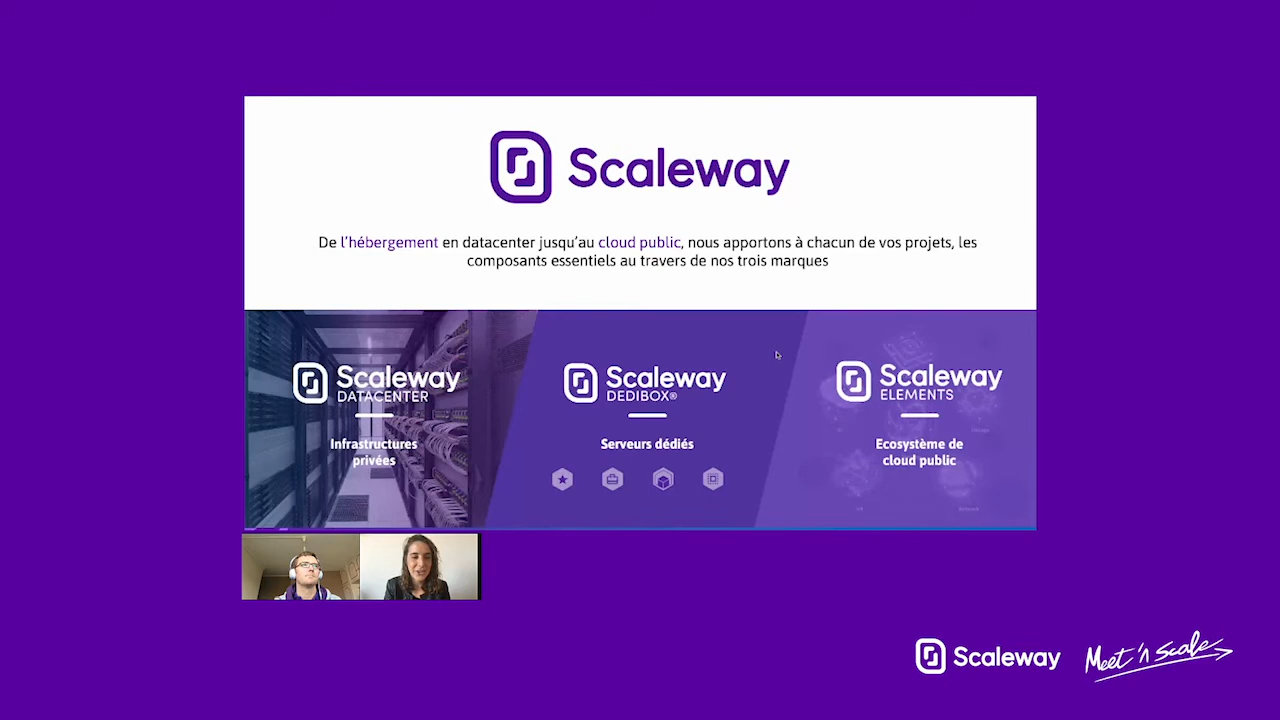 Scaleway
De l'hébergement en datacenter jusqu'au cloud public, nous apportons à chacun de vos projets, les
composants essentiels au travers de nos trois marques
Scaleway
DATACENTER
Infrastructures
privées
Scaleway
DEDIBOX®
Serveurs dédiés
Scaleway
ELEMENTS
Ecosystème de
cloud public
Scaleway
Meet 'n Scale